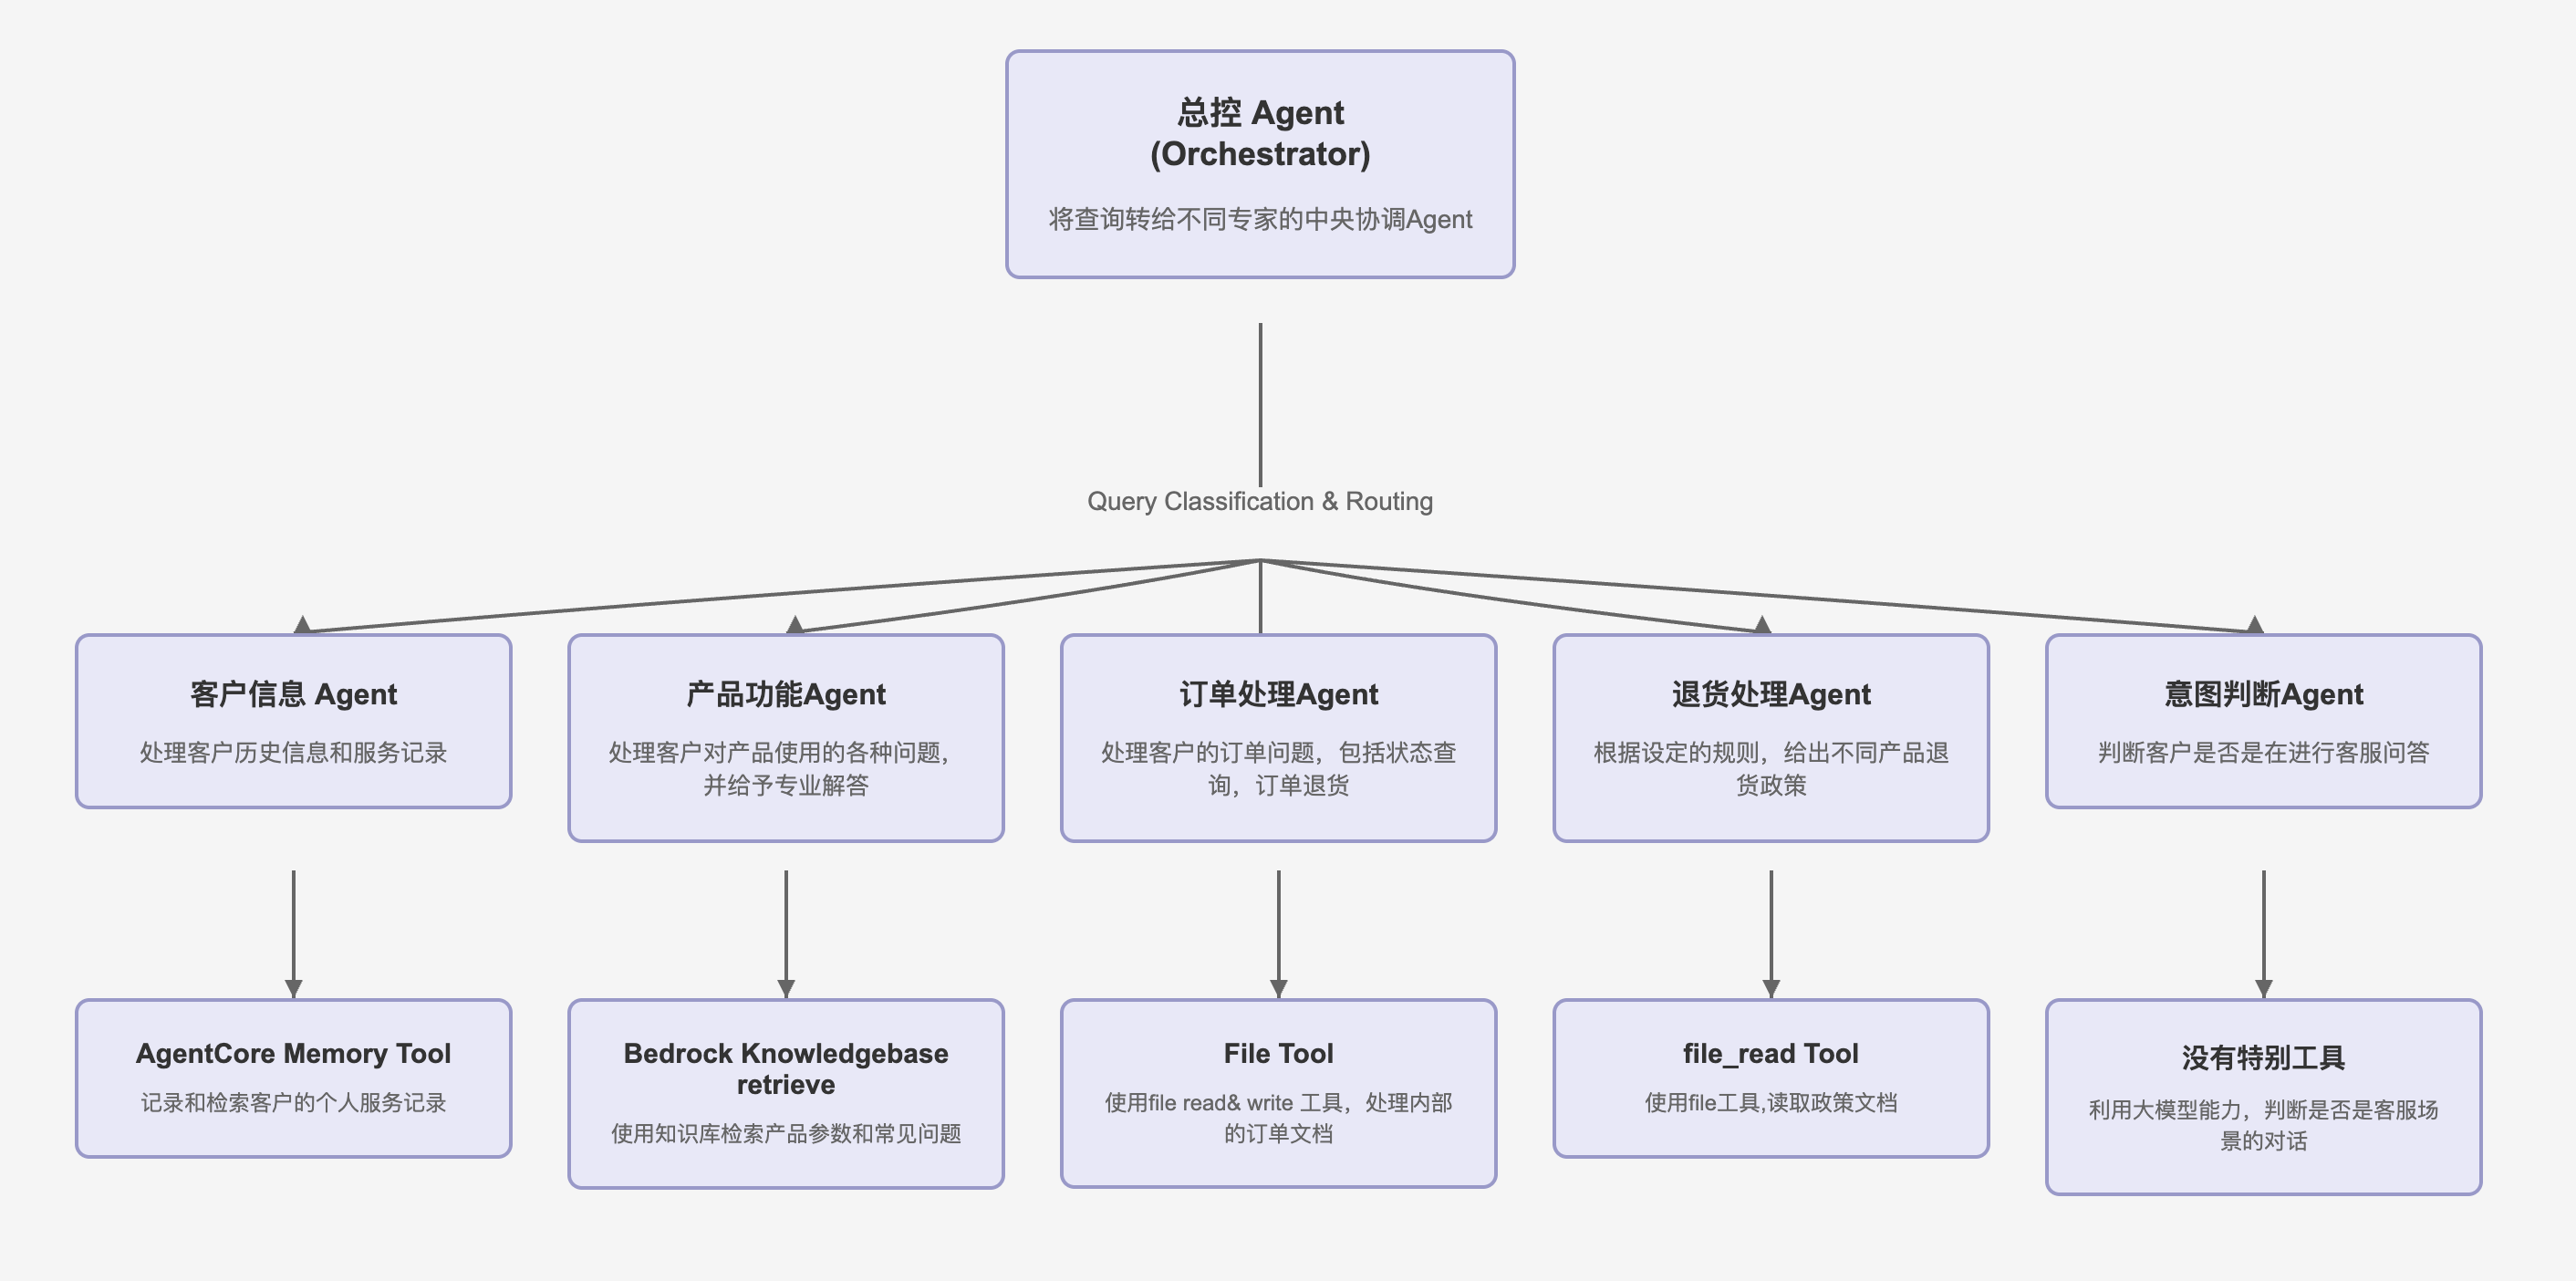 总控 Agent
(Orchestrator)
将查询转给不同专家的中央协调Agent
Query Classification & Routing
客户信息 Agent
处理客户历史信息和服务记录
产品功能Agent
处理客户对产品使用的各种问题，
并给予专业解答
订单处理Agent
处理客户的订单问题，包括状态查
询，订单退货
退货处理Agent
根据设定的规则，给出不同产品退
货政策
意图判断Agent
判断客户是否是在进行客服问答
AgentCore Memory Tool
记录和检索客户的个人服务记录
Bedrock Knowledgebase
retrieve
使用知识库检索产品参数和常见问题
File Tool
使用file read& write 工具，处理内部
的订单文档
file_read Tool
使用file工具,读取政策文档
没有特别工具
利用大模型能力，判断是否是客服场
景的对话